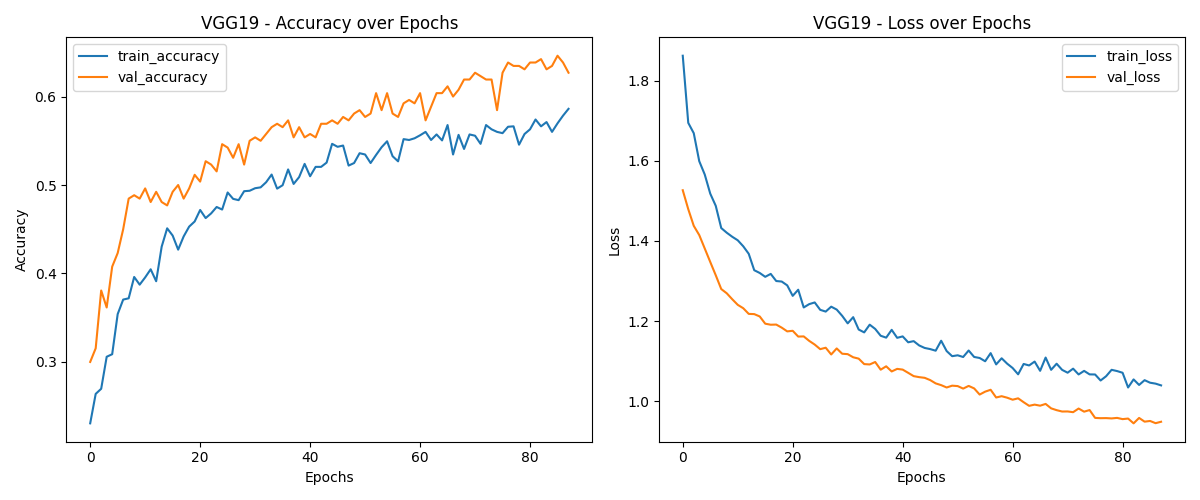 VGG19 - Accuracy over Epochs
train_accuracy
val_accuracy
Accuracy
0.6
0.5
0.4
0.3
0 20 40 60 80
Epochs
VGG19 - Loss over Epochs
train_loss
val_loss
Loss
1.8
1.6
1.4
1.2
1.0
0 20 40 60 80
Epochs